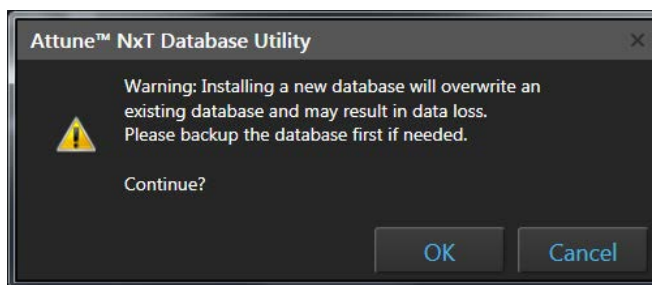 Attune™ NxT Database Utility
Warning: Installing a new database will overwrite an
existing database and may result in data loss.
Please backup the database first if needed.
Continue?
OK
Cancel